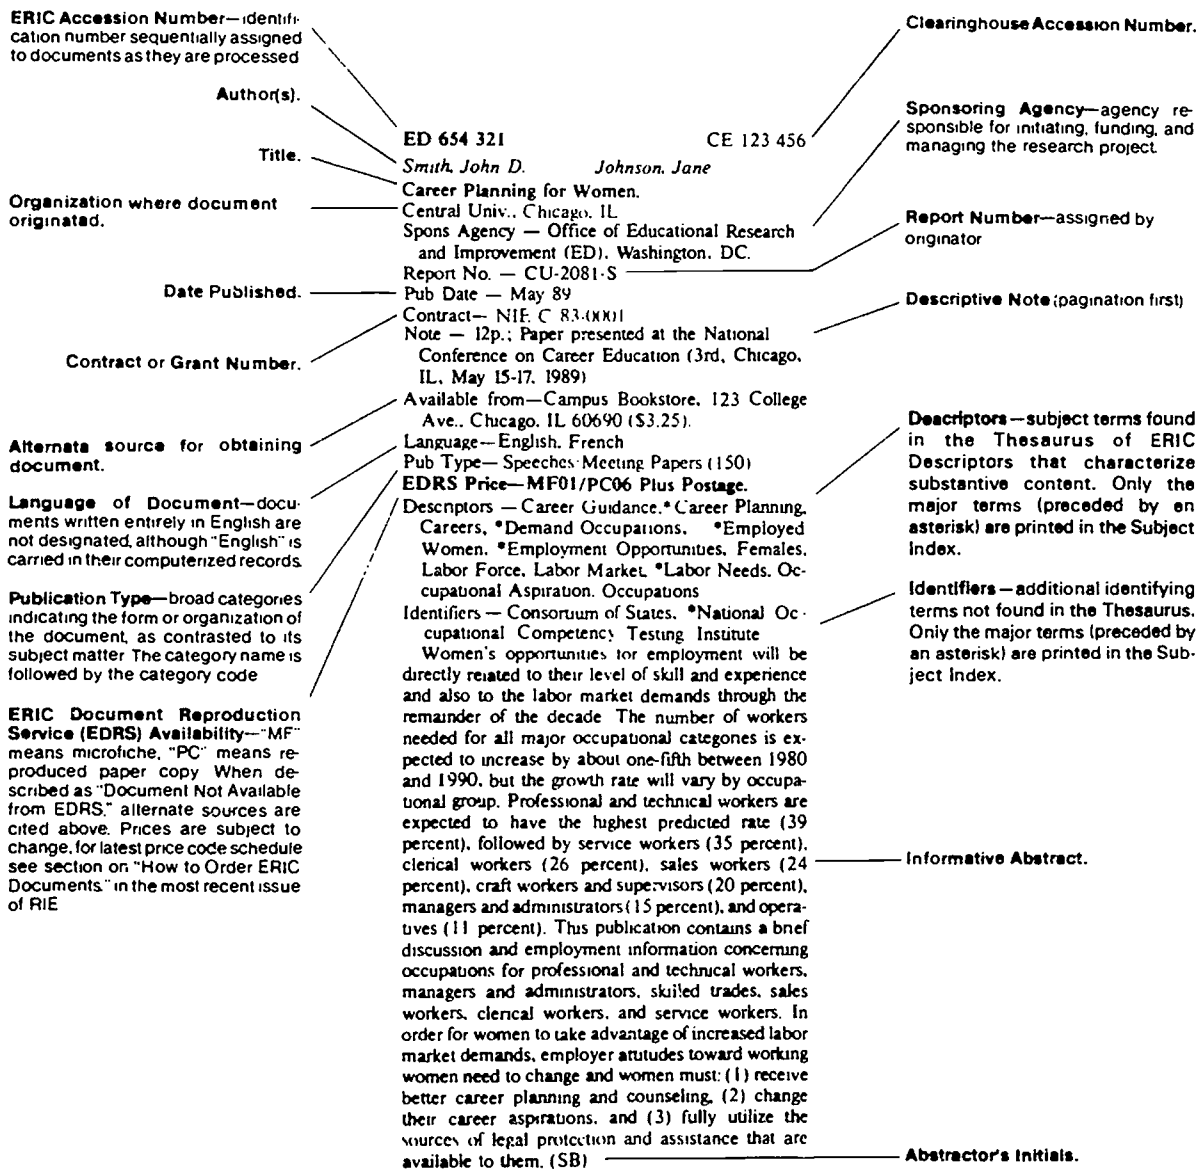 ERIC Accession Number—identifi-
cation number sequentially assigned
to documents as they are processed
Author(s).
Title.
Organization where document
originatad.
Date Published.
Contract or Grant Number.
Alternata source for obtaining
document.
Language of Document—docu-
ments written entirely in English are
not designated, although "English" is
carried in their computerized records
Publication Type—broad categories
indicating the form or organization of
the document, as contrasted to its
subject matter The category name is
followed by the category code
ERIC Document Reproduction
Service (EDRS) Availability—"MF"
means microfiche, "PC" means re-
produced paper copy When de-
scribed as "Document Not Available
from EDRS," alternate sources are
cited above. Prices are subject to
change, for latest price code schedule
see section on "How to Order ERIC
Documents." in the most recent issue
of RIE
ED 654 321 CE 123 456
Smith, John D. Johnson, Jane
Career Planning for Women.
Central Univ., Chicago, IL
Spons Agency — Office of Educational Research
and Improvement (ED), Washington, DC.
Report No. — CU-2081-S
Pub Date — May 89
Contract— NIE C 83-0001
Note — 12p.; Paper presented at the National
Conference on Career Education (3rd, Chicago,
IL, May 15-17, 1989)
Available from—Campus Bookstore, 123 College
Ave., Chicago, IL 60690 ($3.25).
Language—English, French
Pub Type— Speeches/Meeting Papers (150)
EDRS Price—MF01/PC06 Plus Postage.
Descriptors — Career Guidance,* Career Planning,
Careers, *Demand Occupations, *Employed
Women, *Employment Opportunities, Females,
Labor Force, Labor Market, *Labor Needs, Oc-
cupational Aspiration, Occupations
Identifiers — Consortium of States, *National Oc-
cupational Competency Testing Institute
Women's opportunities for employment will be
directly related to their level of skill and experience
and also to the labor market demands through the
remainder of the decade The number of workers
needed for all major occupational categories is ex-
pected to increase by about one-fifth between 1980
and 1990, but the growth rate will vary by occupa-
tional group. Professional and technical workers are
expected to have the highest predicted rate (39
percent), followed by service workers (35 percent),
clerical workers (26 percent), sales workers (24
percent), craft workers and supervisors (20 percent),
managers and administrators (15 percent), and opera-
tives (11 percent). This publication contains a brief
discussion and employment information concerning
occupations for professional and technical workers,
managers and administrators, skilled trades, sales
workers, clerical workers, and service workers. In
order for women to take advantage of increased labor
market demands, employer attitudes toward working
women need to change and women must: (1) receive
better career planning and counseling, (2) change
their career aspirations, and (3) fully utilize the
sources of legal protection and assistance that are
available to them. (SB)
Clearinghouse Accession Number.
Sponsoring Agency—agency re-
sponsible for initiating, funding, and
managing the research project.
Report Number—assigned by
originator
Descriptive Note (pagination first)
Deacriptors—subject terms found
in the Thesaurus of ERIC
Descriptors that characterize
substantive content. Only the
major terms (preceded by an
asterisk) are printed in the Subject
Index.
Identifiers—additional identifying
terms not found in the Thesaurus.
Only the major terms (preceded by
an asterisk) are printed in the Sub-
ject Index.
Informative Abstract.
Abstractor's Initials.